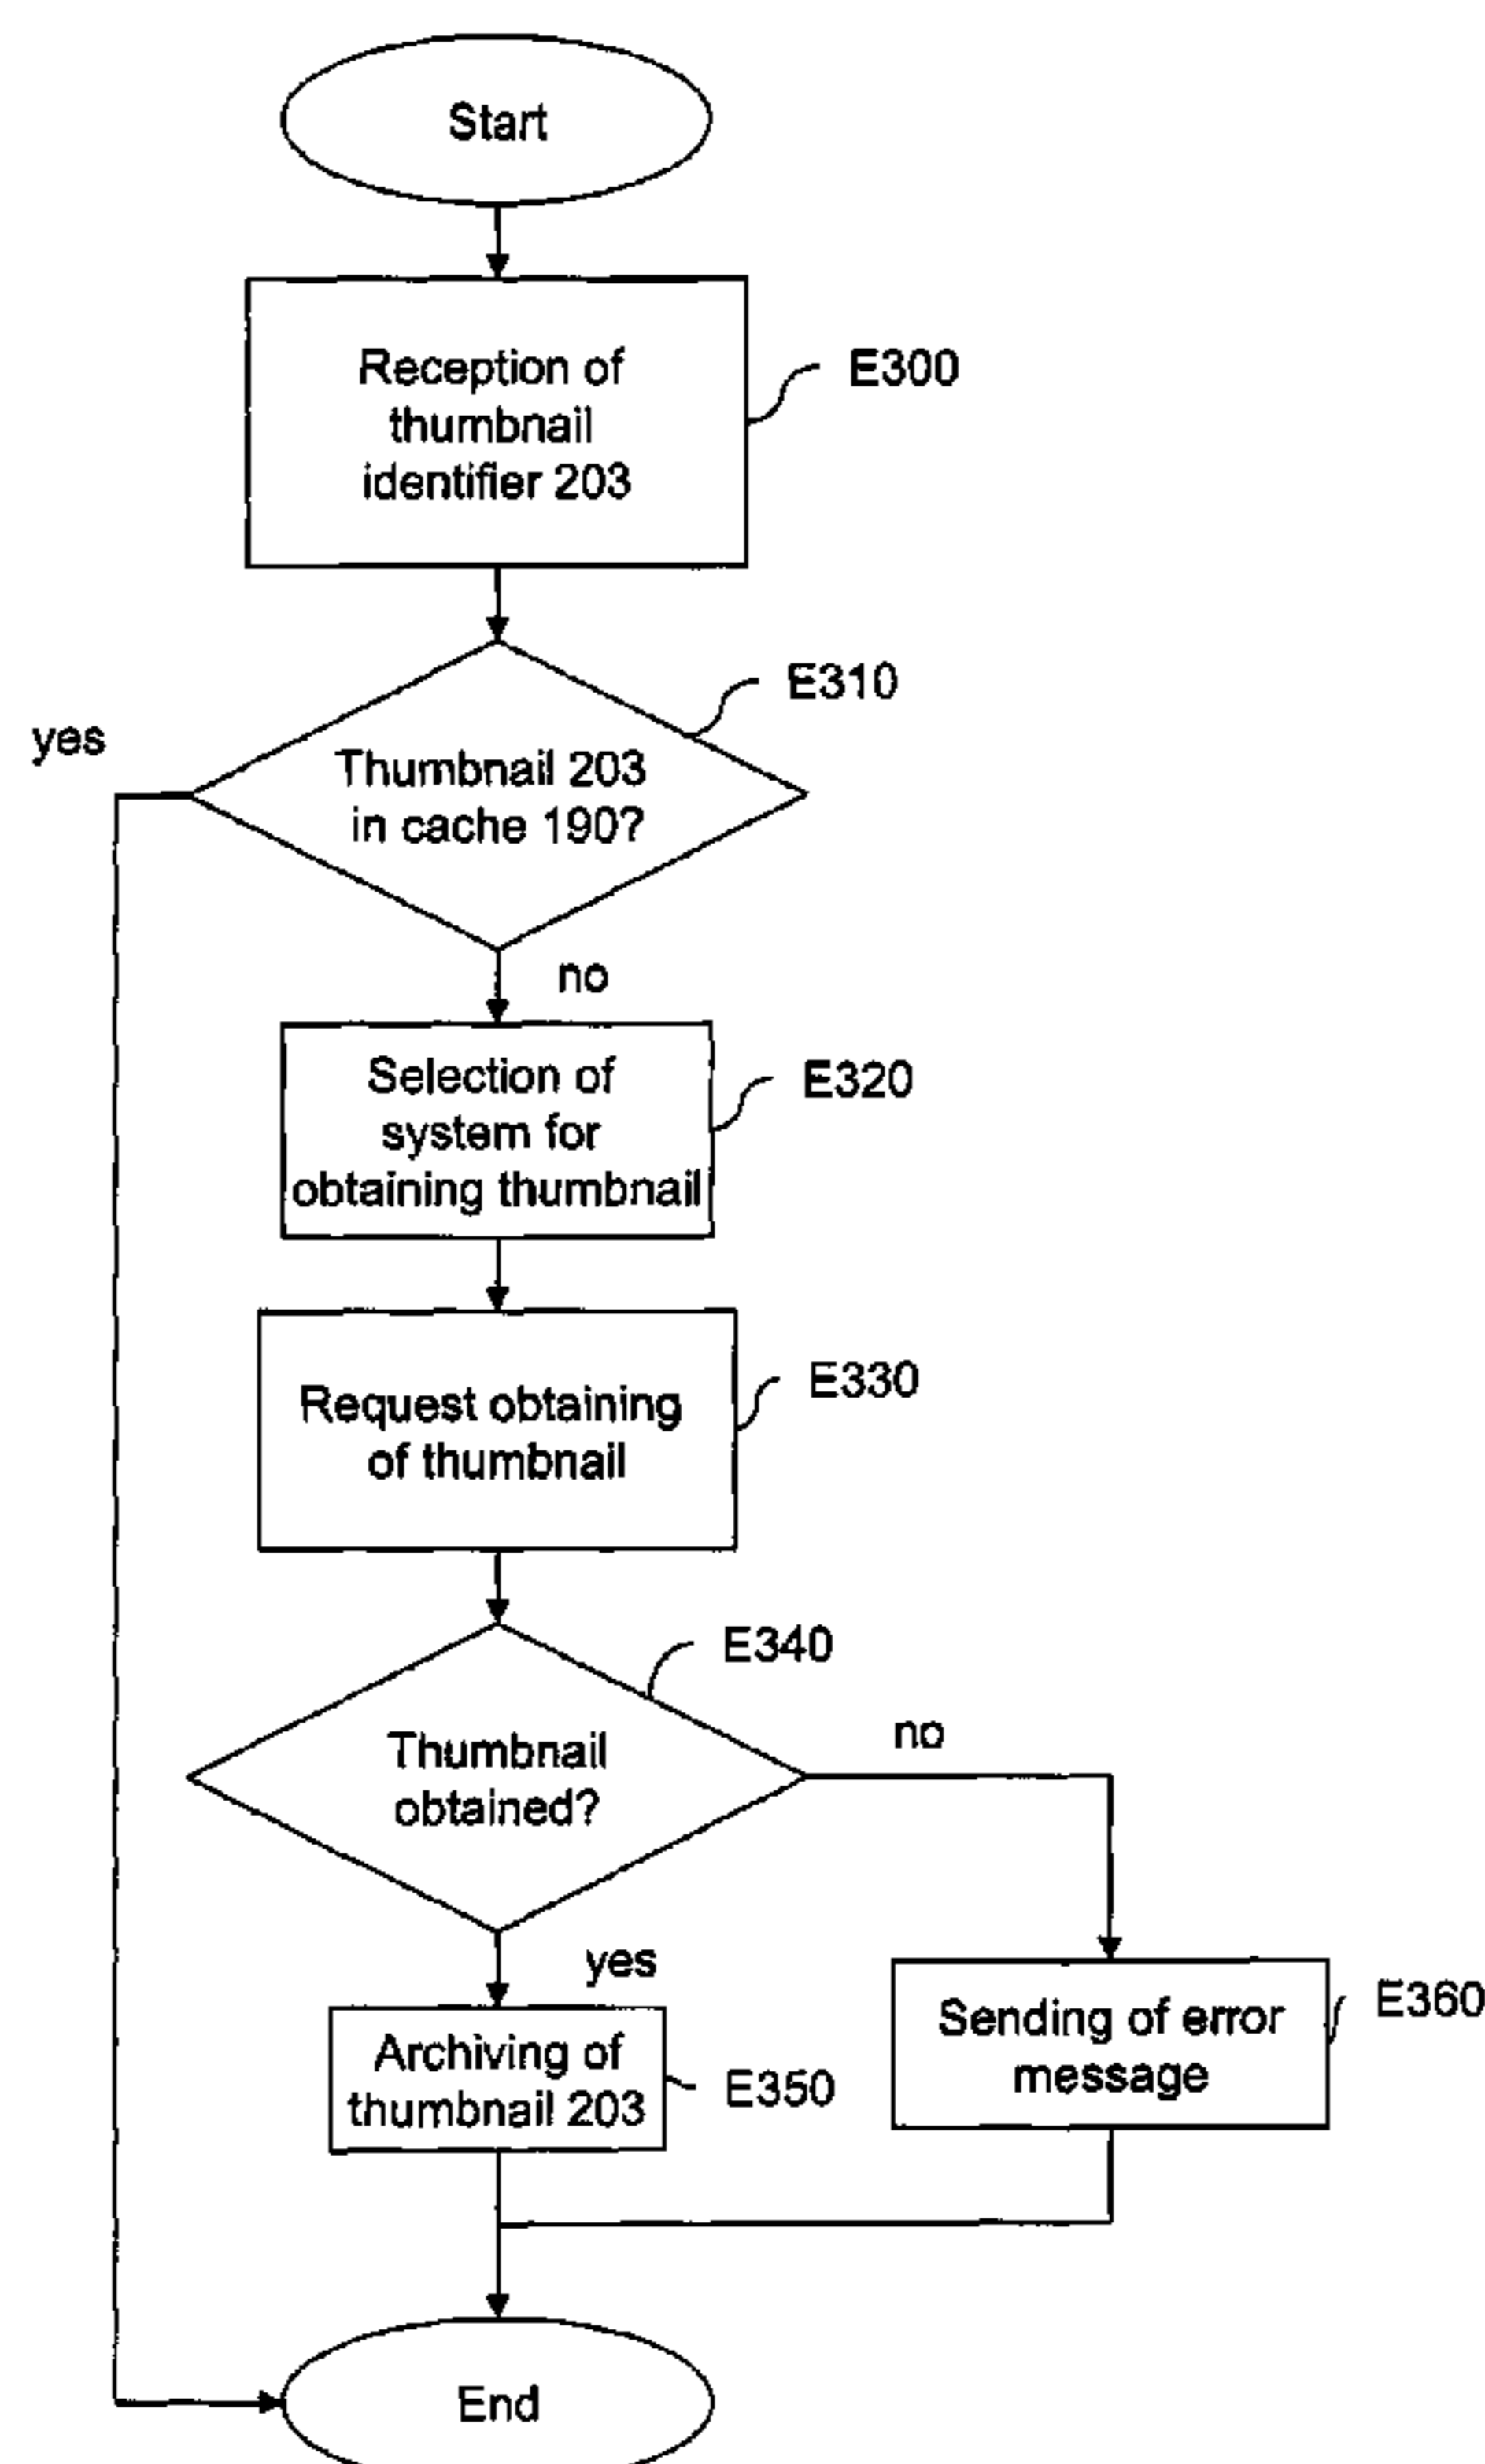 Start
Reception of
thumbnail
identifier 203
E300
E310
yes
Thumbnail 203
in cache 190?
no
Selection of
system for
obtaining thumbnail
E320
E330
Request obtaining
of thumbnail
E340
no
Thumbnail
obtained?
yes
Archiving of
thumbnail 203
E350
Sending of error
message
E360
End